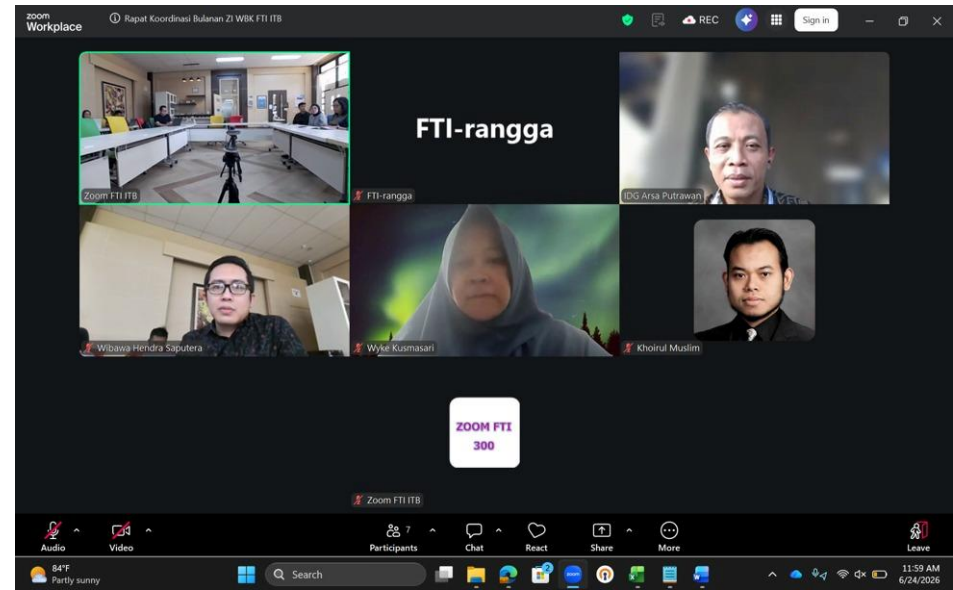 zoom
Workplace
Rapat Koordinasi Bulanan ZI WBK FTI ITB
REC
Sign in
Zoom FTI ITB
FTI-rangga
FTI-rangga
IDG Arsa Putrawan
Wibawa Hendra Saputera
Wyke Kusmasari
Khoirul Muslim
ZOOM FTI
300
Zoom FTI ITB
Audio
Video
7
Participants
Chat
React
Share
More
Leave
84°F
Partly sunny
Search
2
11:59 AM
6/24/2026